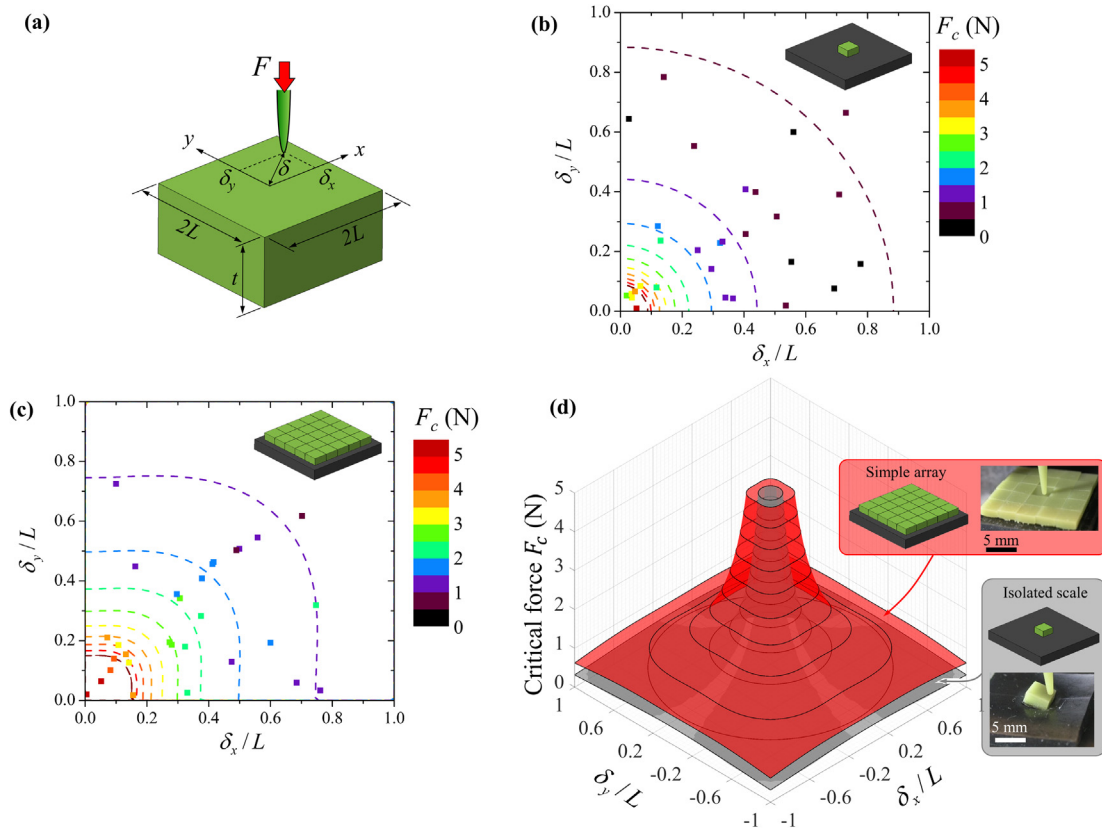 (a)
F
y
x
δy
δ
δx
2L
2L
t
(b)
1.0
0.8
0.6
0.4
0.2
0.0
δy / L
0.0 0.2 0.4 0.6 0.8 1.0
δx / L
Fc (N)
5
4
3
2
1
0
(c)
1.0
0.8
0.6
0.4
0.2
0.0
δy / L
0.0 0.2 0.4 0.6 0.8 1.0
δx / L
Fc (N)
5
4
3
2
1
0
(d)
Critical force Fc (N)
5
4
3
2
1
0
1
0.6
0.2
-0.2
-0.6
-1
δy / L
-1
-0.6
-0.2
0.2
0.6
1
δx / L
Simple array
5 mm
Isolated scale
5 mm